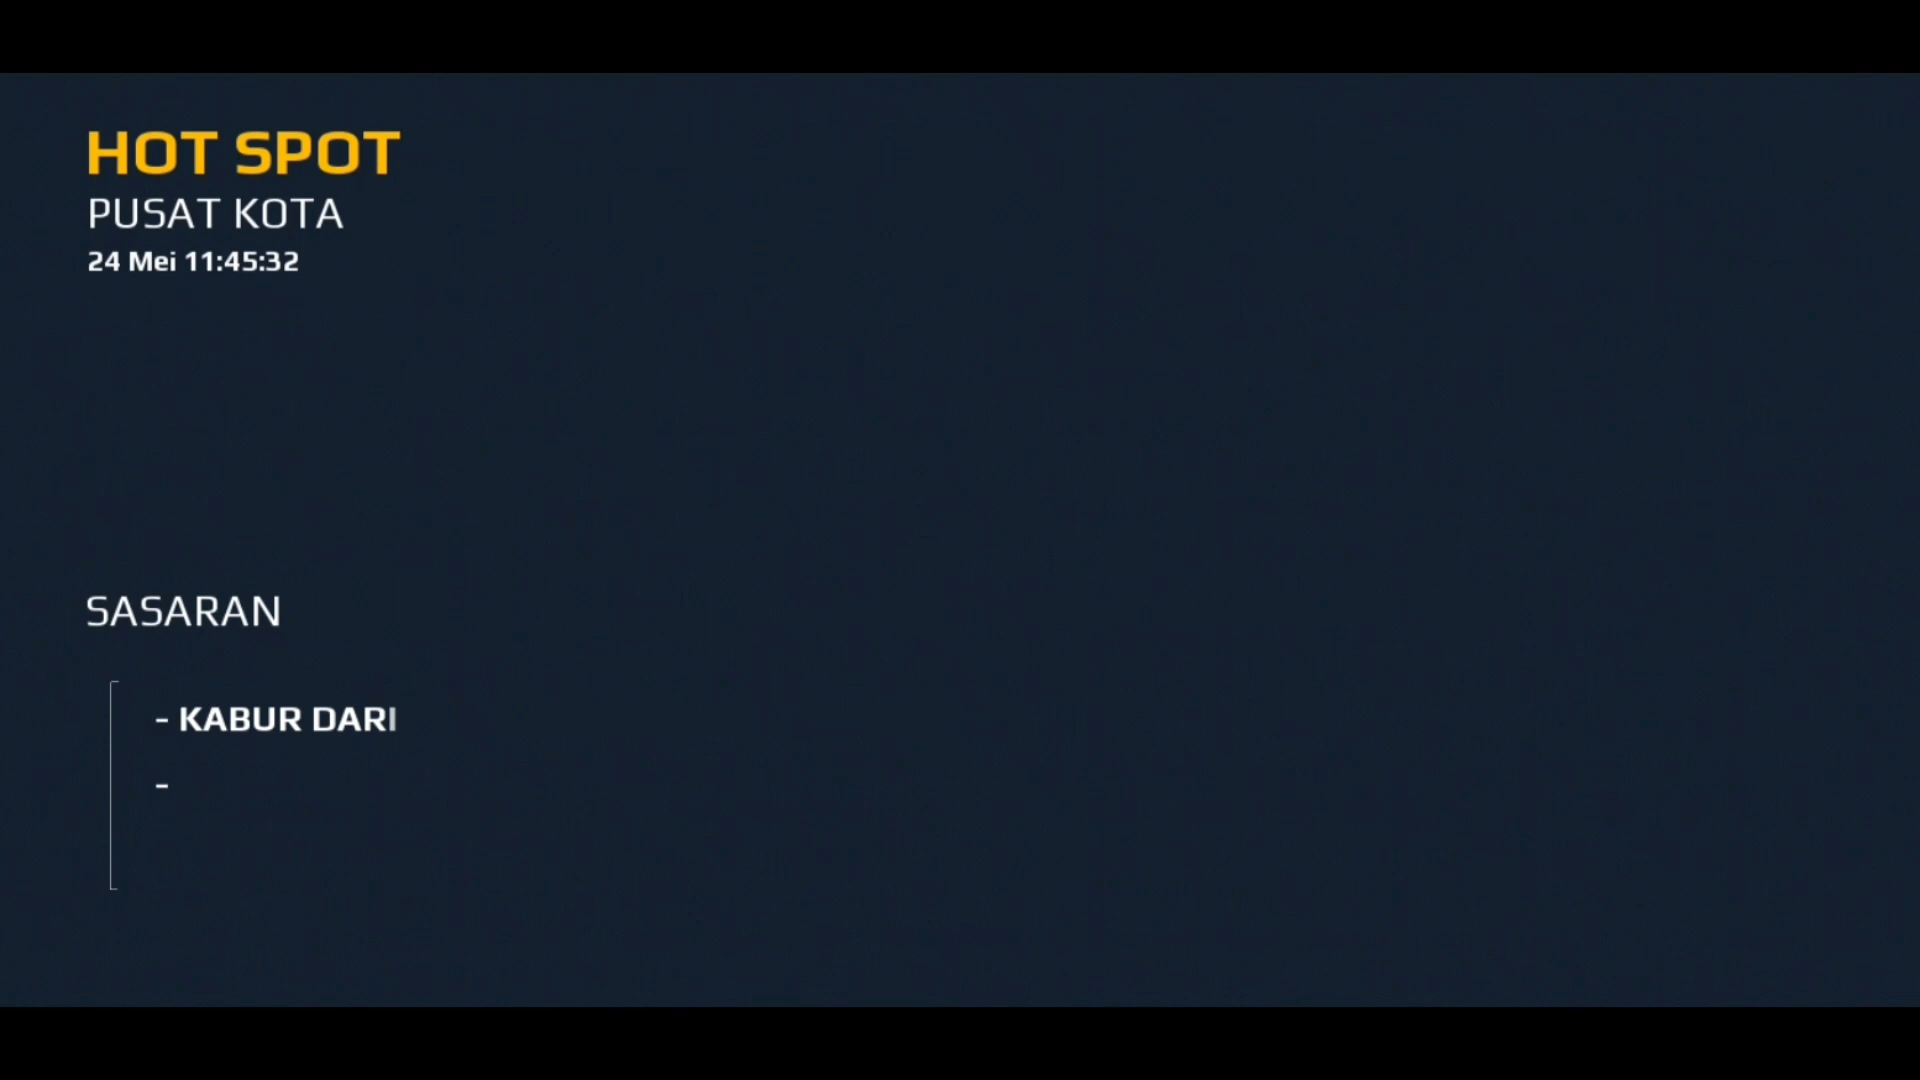 HOT SPOT
PUSAT KOTA
24 Mei 11:45:32
SASARAN
- KABUR DARI
-